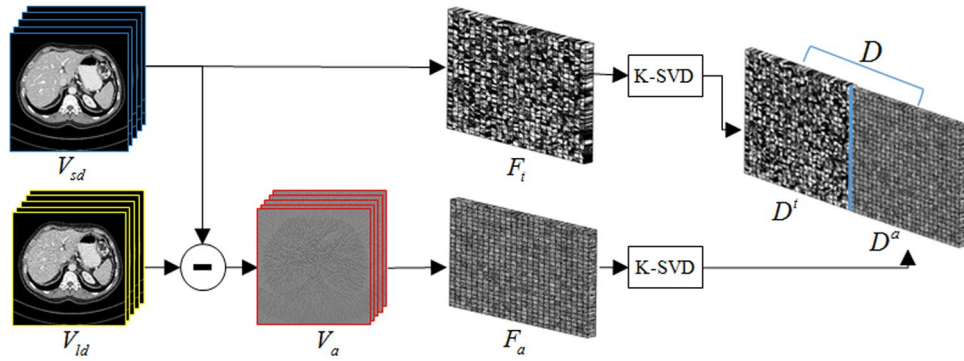 V_sd
F_t
K-SVD
D
D^t
D^a
V_ld
V_a
F_a
K-SVD